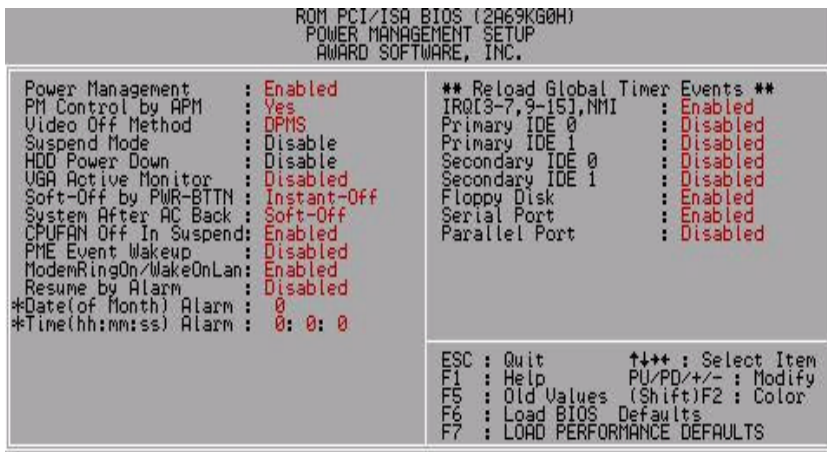 ROM PCI/ISA BIOS (2A69KG0H)
POWER MANAGEMENT SETUP
AWARD SOFTWARE, INC.
Power Management : Enabled
PM Control by APM : Yes
Video Off Method : DPMS
Suspend Mode : Disable
HDD Power Down : Disable
VGA Active Monitor : Disabled
Soft-Off by PWR-BTTN : Instant-Off
System After AC Back : Soft-Off
CPUFAN Off In Suspend: Enabled
PME Event Wakeup : Disabled
ModemRingOn/WakeOnLan: Enabled
Resume by Alarm : Disabled
*Date(of Month) Alarm : 0
*Time(hh:mm:ss) Alarm : 0: 0: 0
** Reload Global Timer Events **
IRQ[3-7,9-15],NMI : Enabled
Primary IDE 0 : Disabled
Primary IDE 1 : Disabled
Secondary IDE 0 : Disabled
Secondary IDE 1 : Disabled
Floppy Disk : Enabled
Serial Port : Enabled
Parallel Port : Disabled
ESC : Quit ↑↓→← : Select Item
F1 : Help PU/PD/+/- : Modify
F5 : Old Values (Shift)F2 : Color
F6 : Load BIOS Defaults
F7 : LOAD PERFORMANCE DEFAULTS